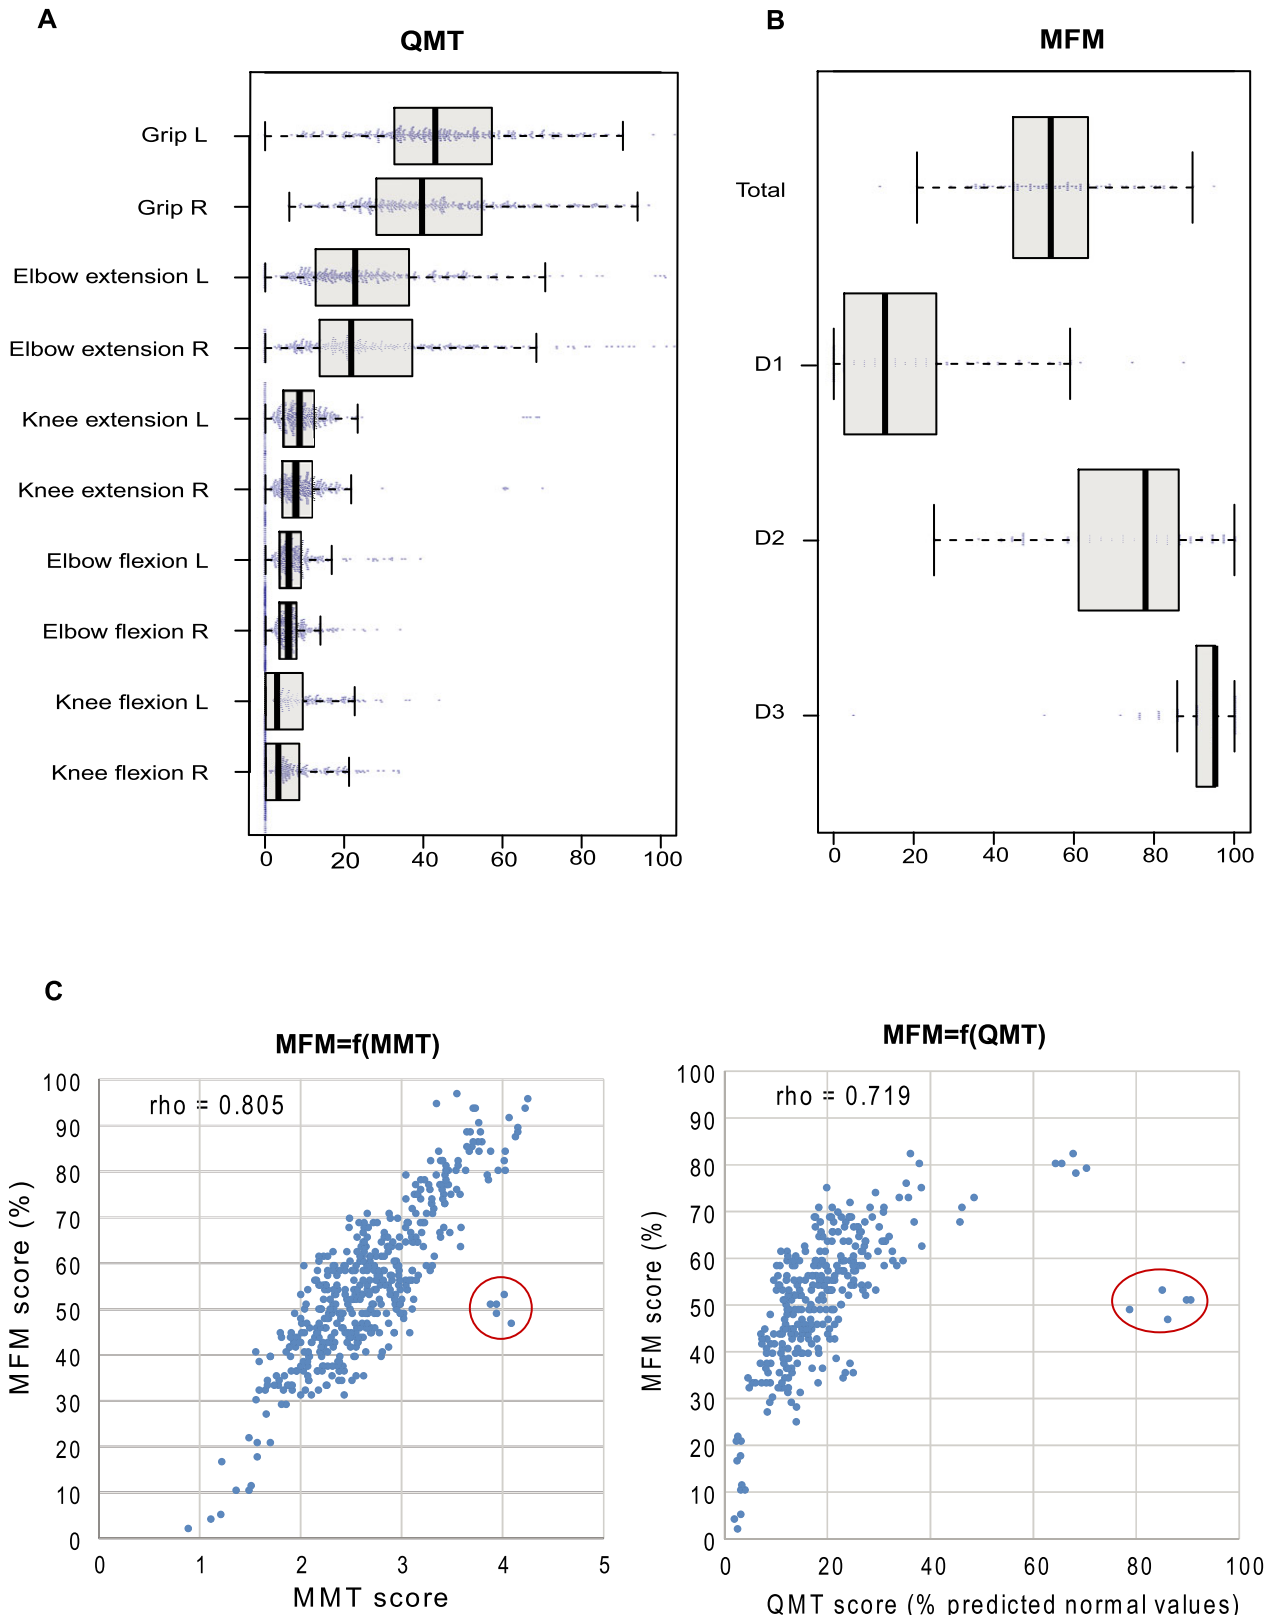 A
QMT
Grip L
Grip R
Elbow extension L
Elbow extension R
Knee extension L
Knee extension R
Elbow flexion L
Elbow flexion R
Knee flexion L
Knee flexion R
0 20 40 60 80 100
B
MFM
Total
D1
D2
D3
0 20 40 60 80 100
C
MFM=f(MMT)
rho = 0.805
MFM score (%)
100
90
80
70
60
50
40
30
20
10
0
0 1 2 3 4 5
MMT score
MFM=f(QMT)
rho = 0.719
MFM score (%)
100
90
80
70
60
50
40
30
20
10
0
0 20 40 60 80 100
QMT score (% predicted normal values)